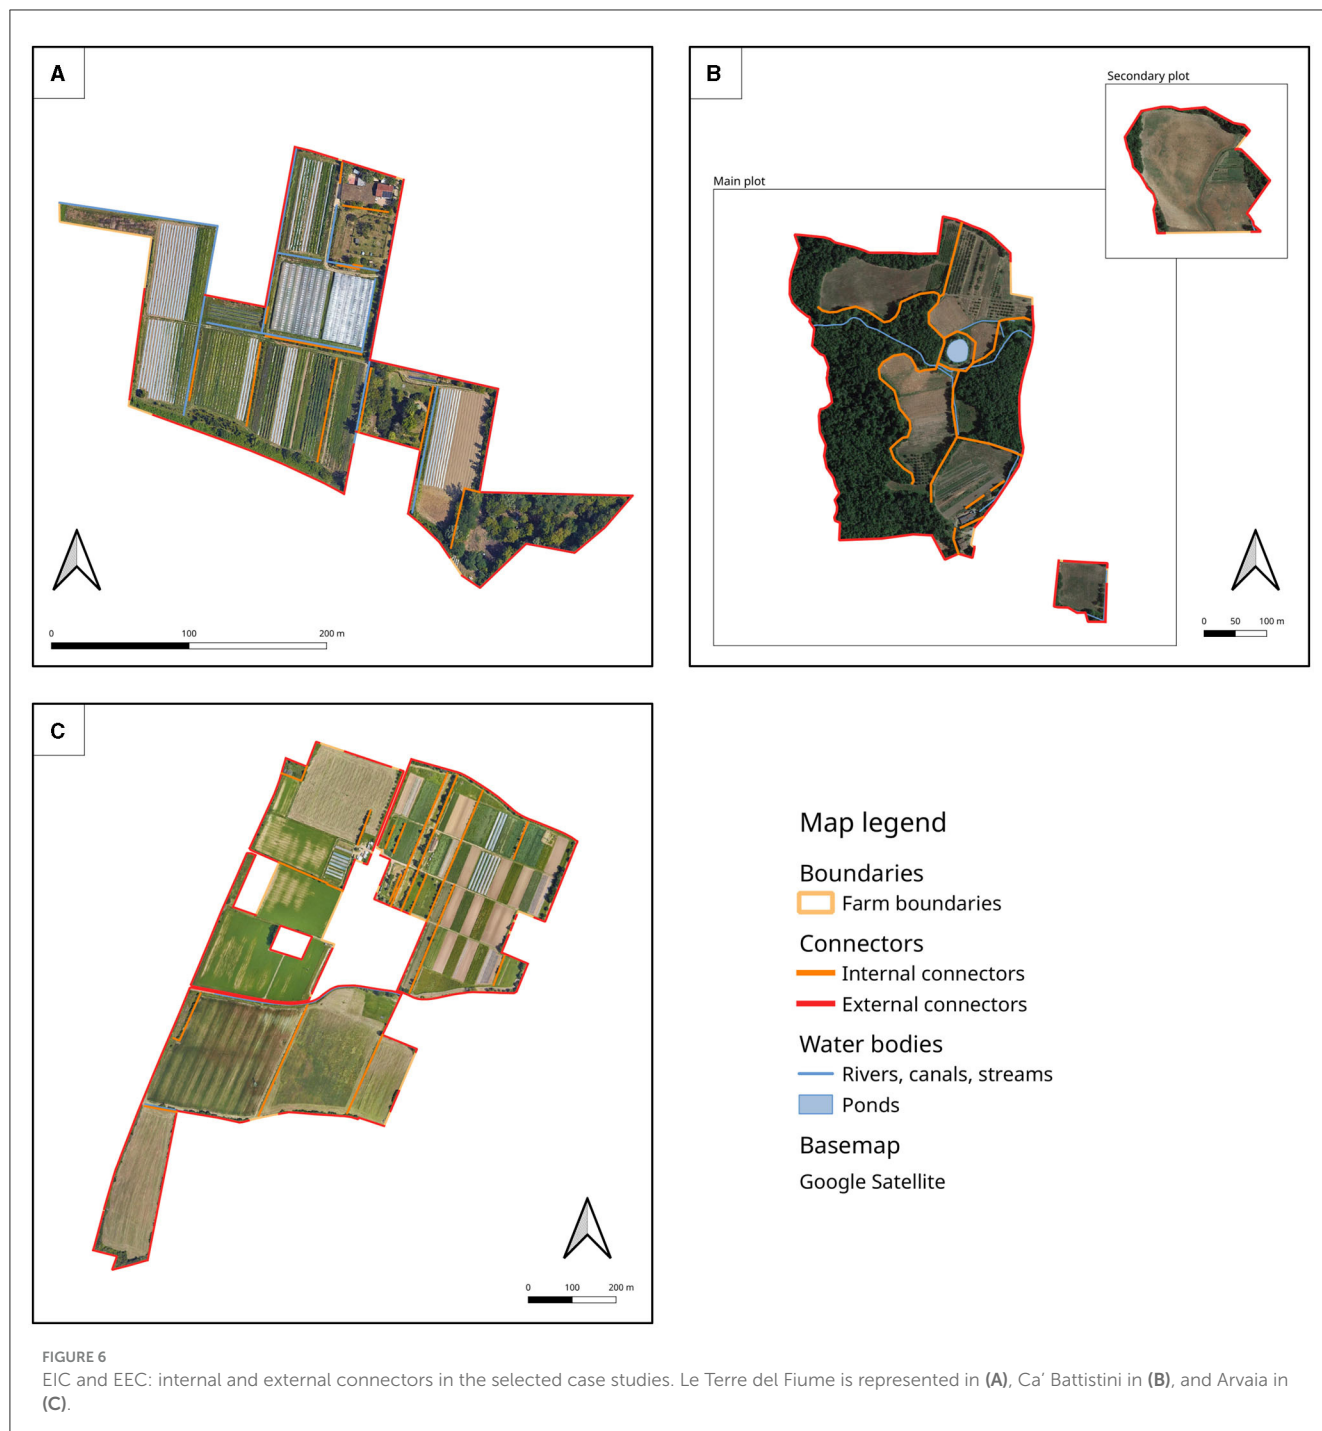 A
0 100 200 m
B
Secondary plot
Main plot
0 50 100 m
C
0 100 200 m
Map legend
Boundaries
Farm boundaries
Connectors
Internal connectors
External connectors
Water bodies
Rivers, canals, streams
Ponds
Basemap
Google Satellite
FIGURE 6
EIC and EEC: internal and external connectors in the selected case studies. Le Terre del Fiume is represented in (A), Ca' Battistini in (B), and Arvaia in
(C).